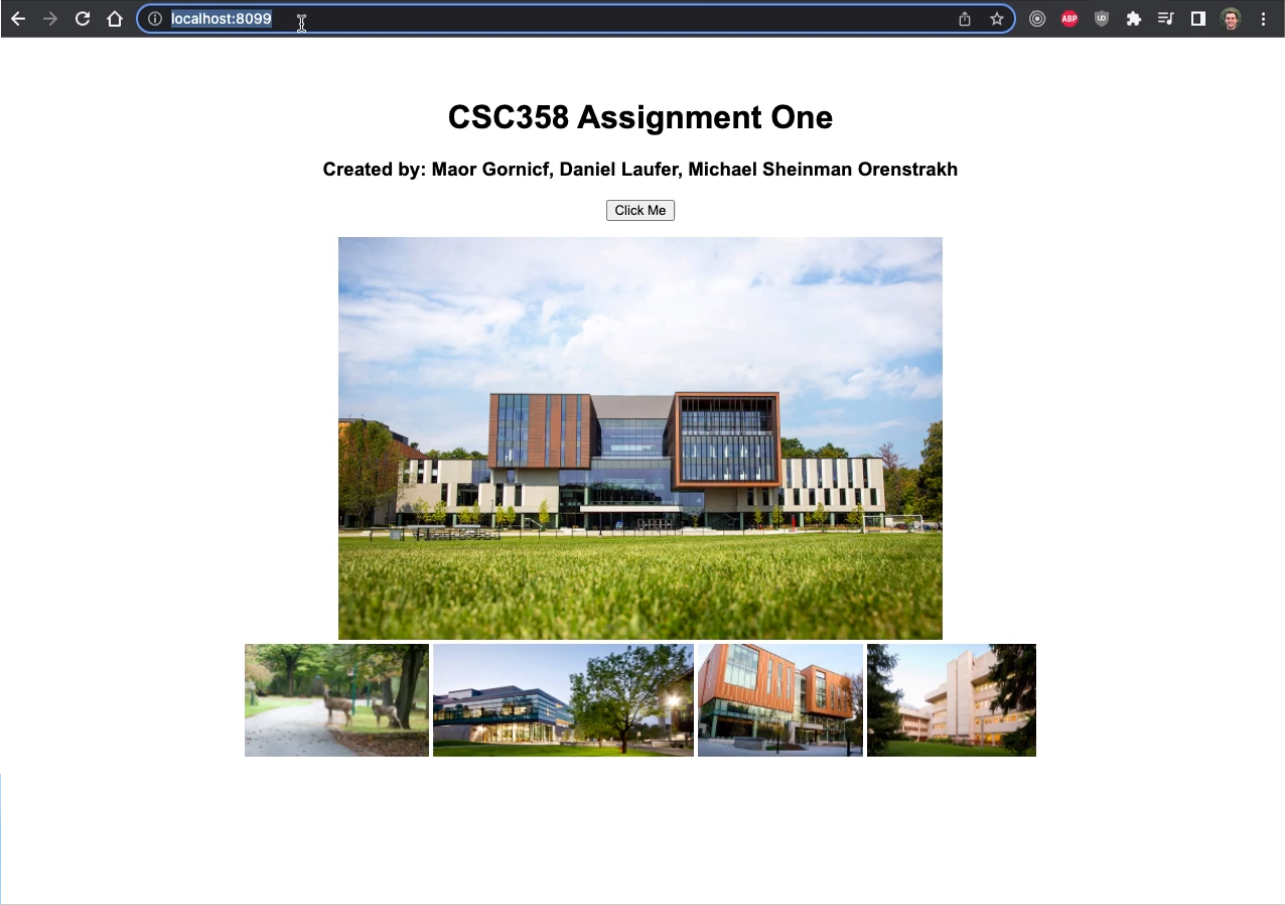 localhost:8099
ABP
CSC358 Assignment One
Created by: Maor Gornicf, Daniel Laufer, Michael Sheinman Orenstrakh
Click Me